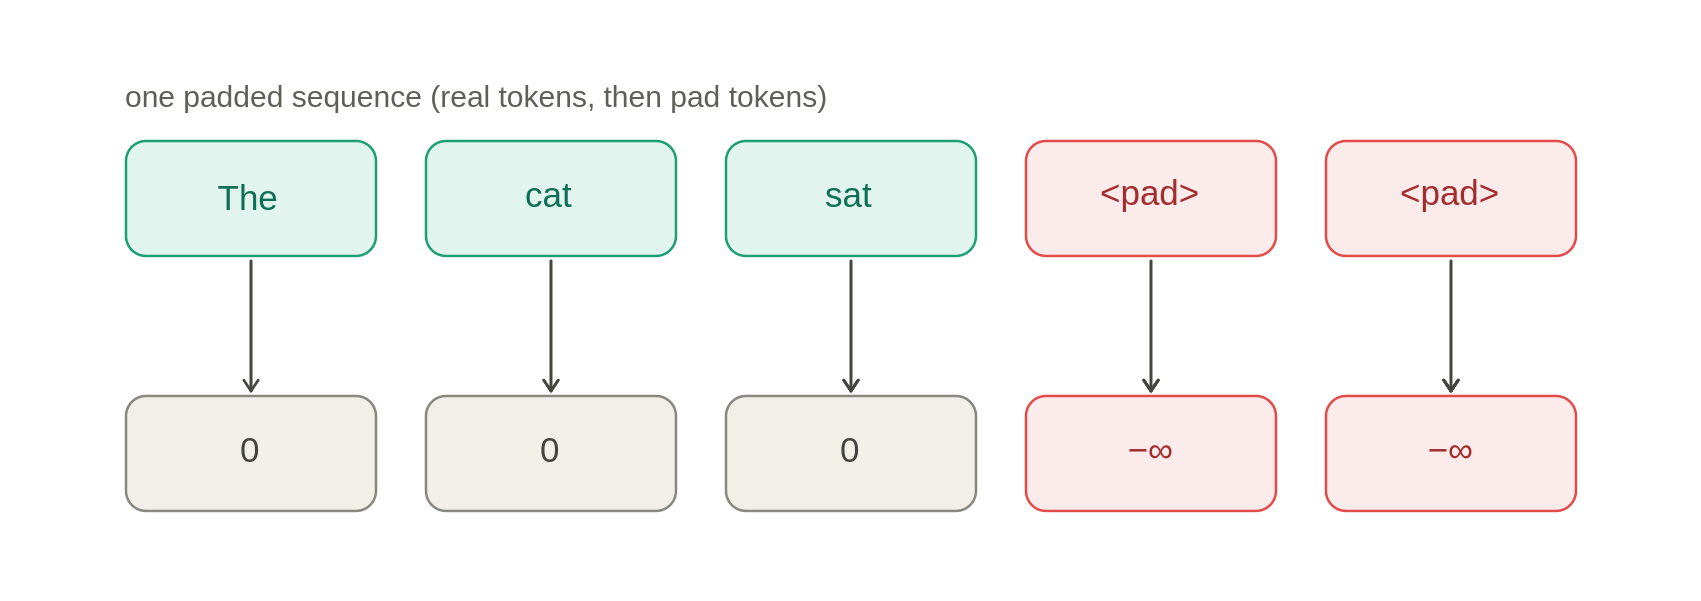 one padded sequence (real tokens, then pad tokens)
The cat sat <pad> <pad>
0 0 0 −∞ −∞